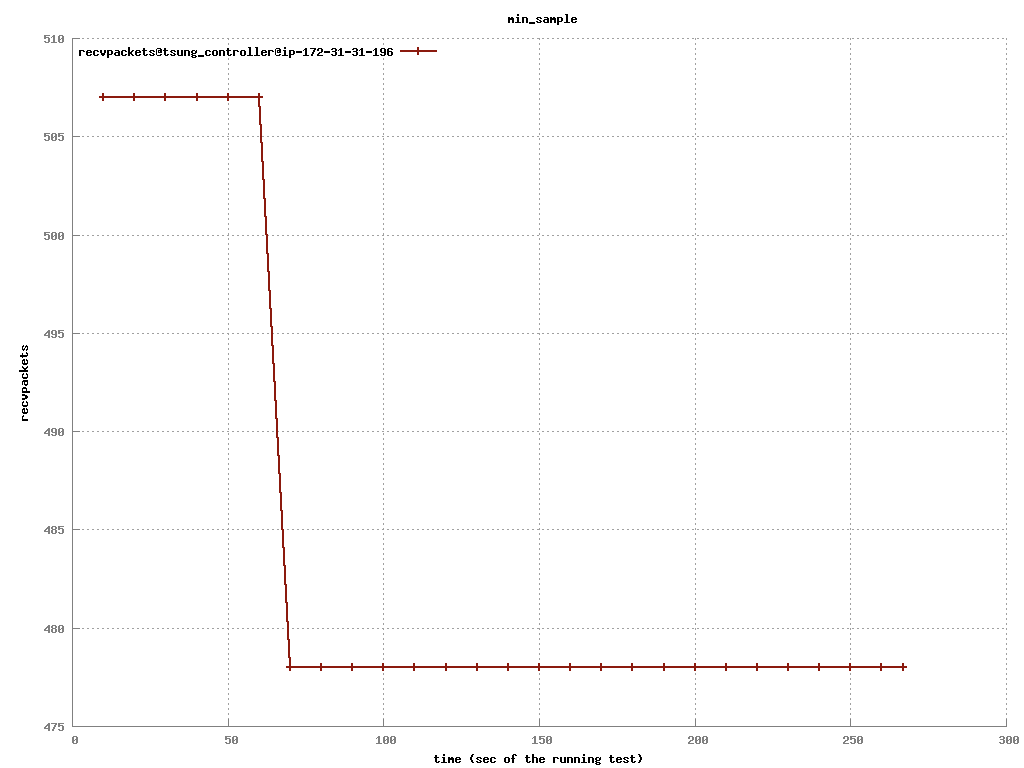 min_sample
510
recvpackets@tsung_controller@ip-172-31-31-196
505
500
495
recvpackets
490
485
480
475
0 50 100 150 200 250 300
time (sec of the running test)